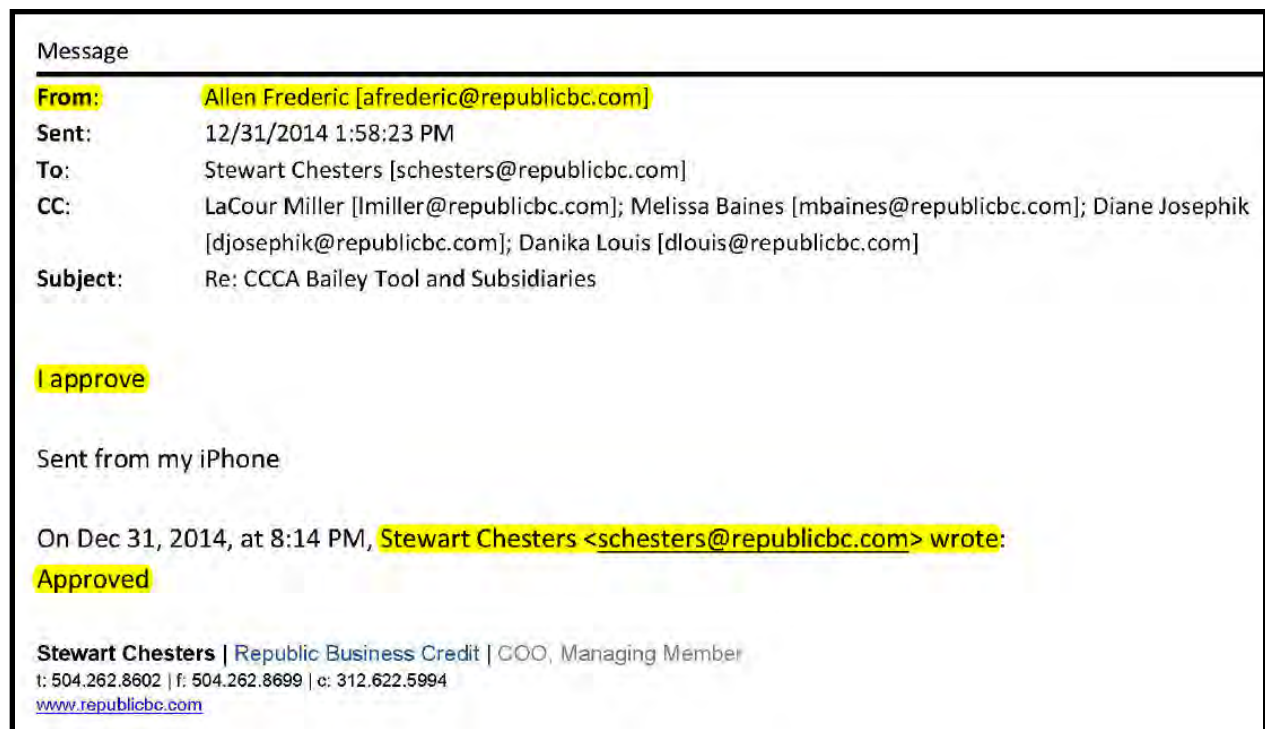 Message
From: Allen Frederic [afrederic@republicbc.com]
Sent: 12/31/2014 1:58:23 PM
To: Stewart Chesters [schesters@republicbc.com]
CC: LaCour Miller [lmiller@republicbc.com]; Melissa Baines [mbaines@republicbc.com]; Diane Josephik
[djosephik@republicbc.com]; Danika Louis [dlouis@republicbc.com]
Subject: Re: CCCA Bailey Tool and Subsidiaries
I approve
Sent from my iPhone
On Dec 31, 2014, at 8:14 PM, Stewart Chesters <schesters@republicbc.com> wrote:
Approved
Stewart Chesters | Republic Business Credit | COO, Managing Member
t: 504.262.8602 | f: 504.262.8699 | c: 312.622.5994
www.republicbc.com